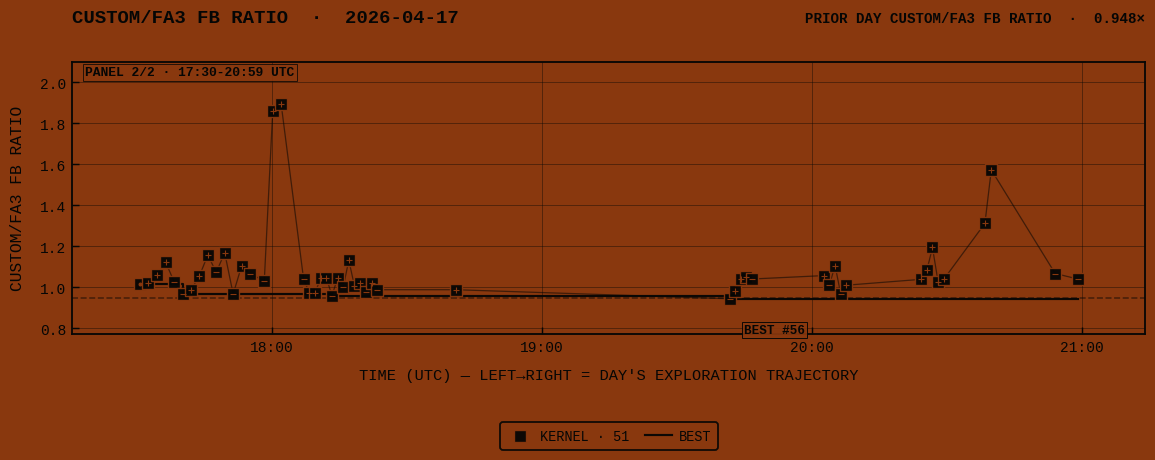 CUSTOM/FA3 FB RATIO · 2026-04-17
PRIOR DAY CUSTOM/FA3 FB RATIO · 0.948×
PANEL 2/2 · 17:30-20:59 UTC
CUSTOM/FA3 FB RATIO
2.0
1.8
1.6
1.4
1.2
1.0
0.8
BEST #56
18:00 19:00 20:00 21:00
TIME (UTC) — LEFT→RIGHT = DAY'S EXPLORATION TRAJECTORY
KERNEL · 51 BEST